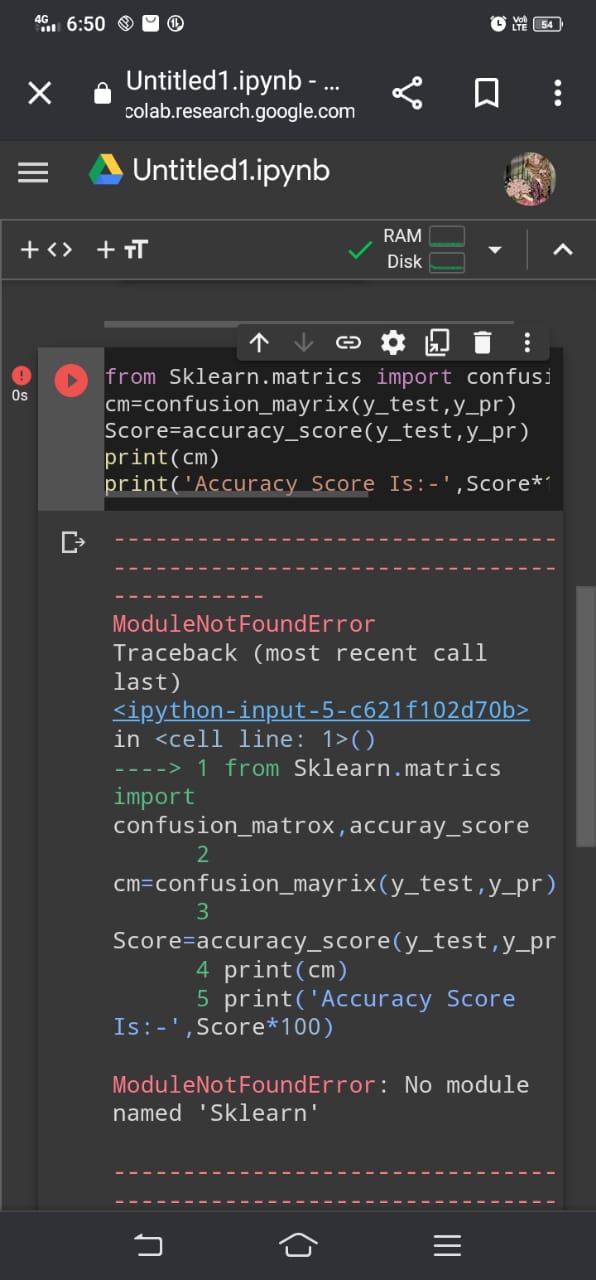 4G 6:50 Vo) LTE 54
Untitled1.ipynb - ...
colab.research.google.com
Untitled1.ipynb
+ <> + TT RAM
Disk
from Sklearn.matrics import confusi
0s
cm=confusion_mayrix(y_test,y_pr)
Score=accuracy_score(y_test,y_pr)
print(cm)
print('Accuracy Score Is:-',Score*1
---------------------------------
---------------------------------
-----------
ModuleNotFoundError
Traceback (most recent call
last)
<ipython-input-5-c621f102d70b>
in <cell line: 1>()
----> 1 from Sklearn.matrics
import
confusion_matrox,accuray_score
2
cm=confusion_mayrix(y_test,y_pr)
3
Score=accuracy_score(y_test,y_pr
4 print(cm)
5 print('Accuracy Score
Is:-',Score*100)
ModuleNotFoundError: No module
named 'Sklearn'
---------------------------------
---------------------------------